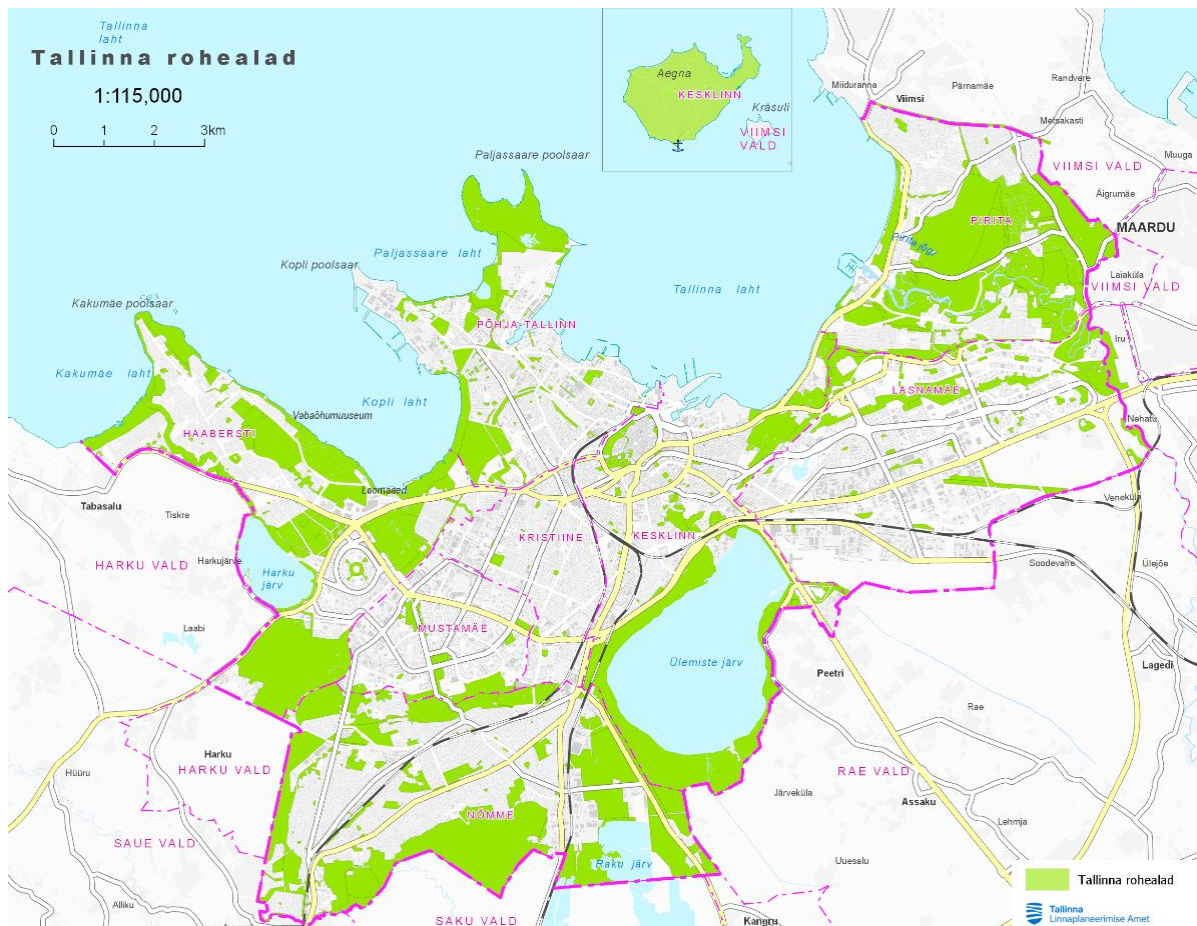 Tallinna
laht
Tallinna rohealad
1:115,000
0 1 2 3km
Aegna
KESKLINN
Kräsuli
VIIMSI
VALD
Miiduranna
Viimsi
Pärnamäe
Randvere
Metsakasti
VIIMSI VALD
Muuga
Äigrumäe
MAARDU
Laiaküla
VIIMSI VALD
Iru
Paljassaare poolsaar
PIRITA
Pirita jõgi
Paljassaare laht
Kopli poolsaar
Tallinna laht
Kakumäe poolsaar
PÕHJA-TALLINN
Kakumäe laht
Kopli laht
LASNAMÄE
Vabaõhumuuseum
HAABERSTI
Nehatu
Loomaaed
Tabasalu
Tiskre
Veneküla
KRISTIINE
KESKLINN
HARKU VALD
Harkujärve
Harku
järv
Soodevahe
Ülejõe
Laabi
MUSTAMÄE
Ülemiste järv
Peetri
Lagedi
Rae
Harku
HARKU VALD
Hüüru
RAE VALD
Järveküla
Assaku
NÕMME
Lehmja
SAUE VALD
Raku järv
Uuesalu
Alliku
SAKU VALD
Kangru
Tallinna rohealad
Tallinna
Linnaplaneerimise Amet